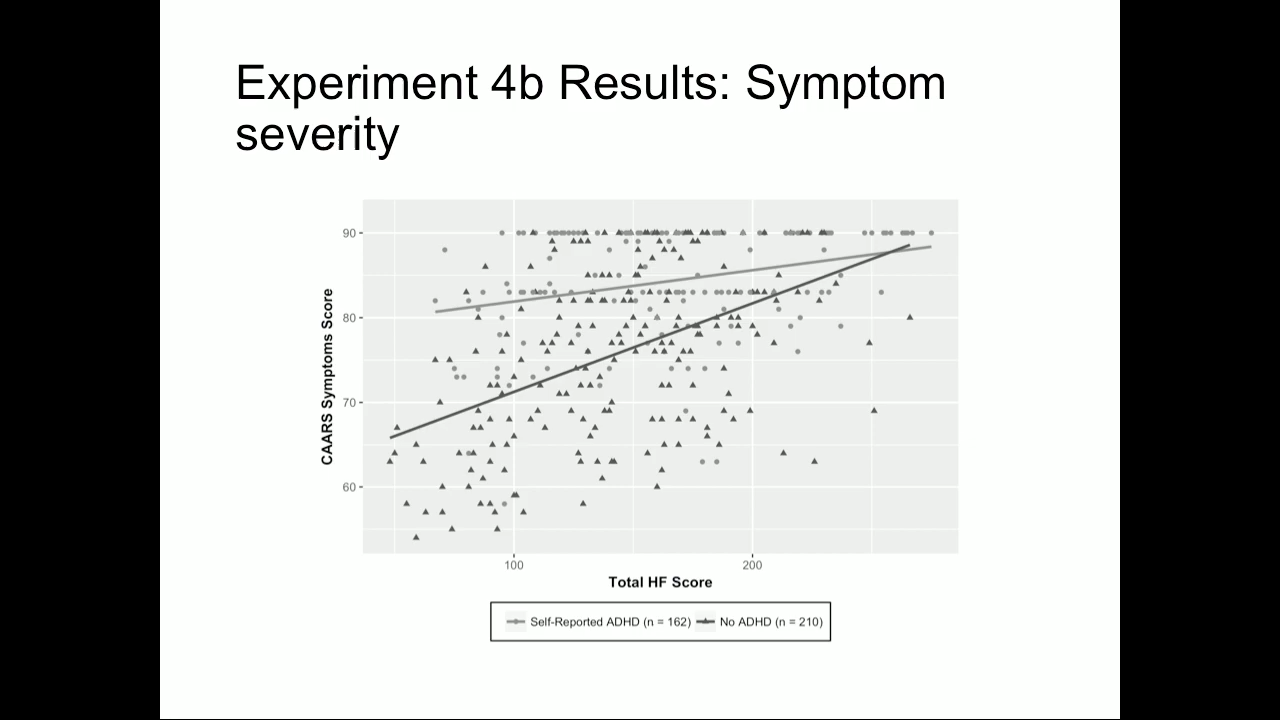 Experiment 4b Results: Symptom
severity
90
80
70
60
CAARS Symptoms Score
100
200
Total HF Score
Self-Reported ADHD (n = 162)
No ADHD (n = 210)